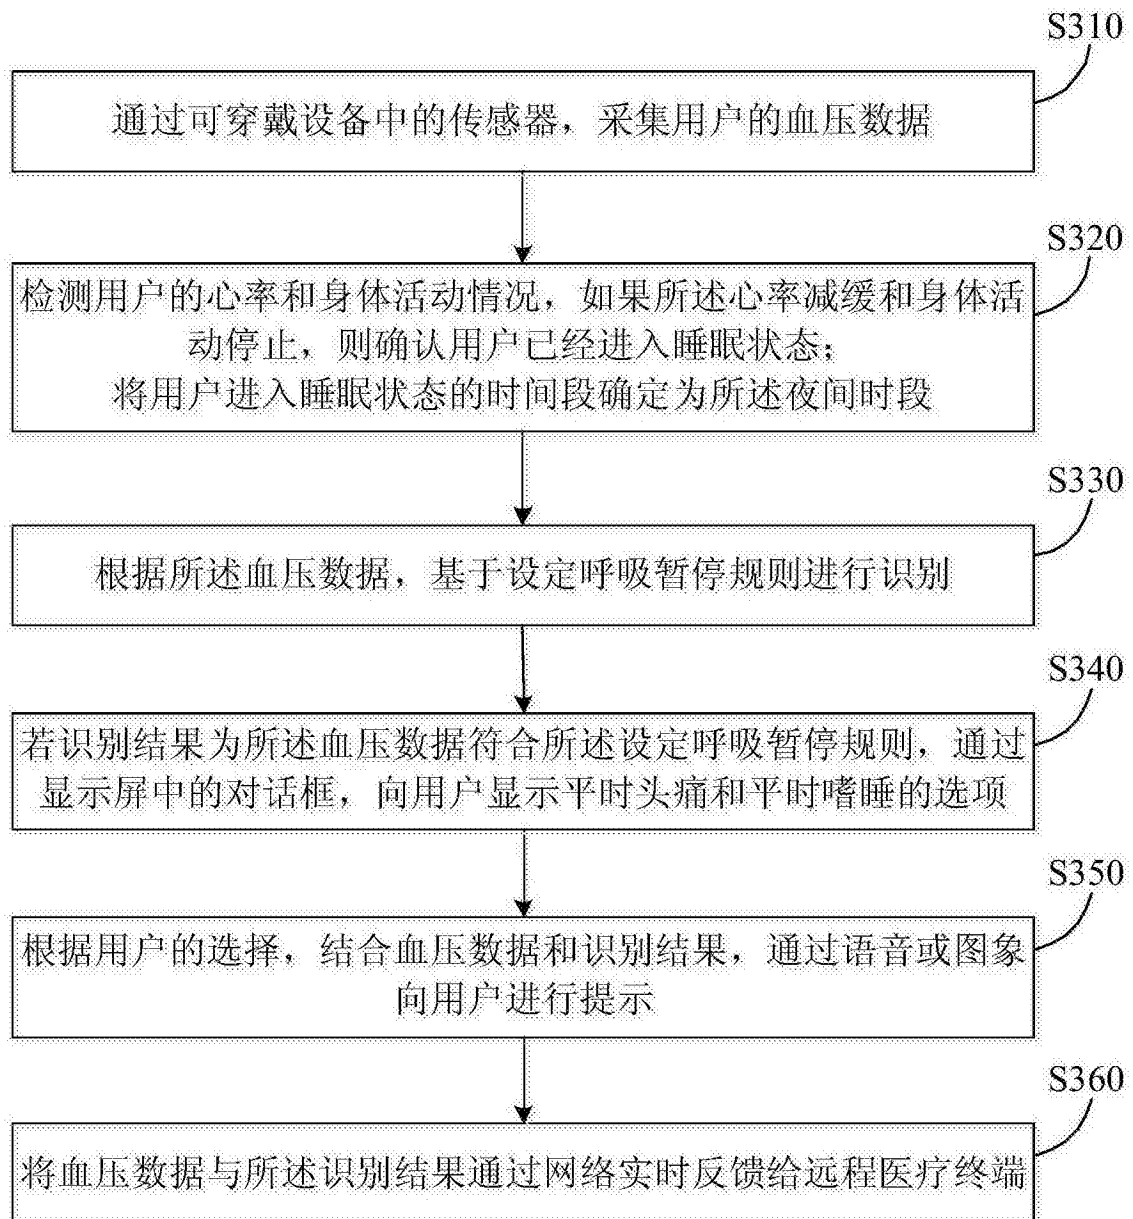 S310
通过可穿戴设备中的传感器，采集用户的血压数据
S320
检测用户的心率和身体活动情况，如果所述心率减缓和身体活
动停止，则确认用户已经进入睡眠状态；
将用户进入睡眠状态的时间段确定为所述夜间时段
S330
根据所述血压数据，基于设定呼吸暂停规则进行识别
S340
若识别结果为所述血压数据符合所述设定呼吸暂停规则，通过
显示屏中的对话框，向用户显示平时头痛和平时嗜睡的选项
S350
根据用户的选择，结合血压数据和识别结果，通过语音或图象
向用户进行提示
S360
将血压数据与所述识别结果通过网络实时反馈给远程医疗终端